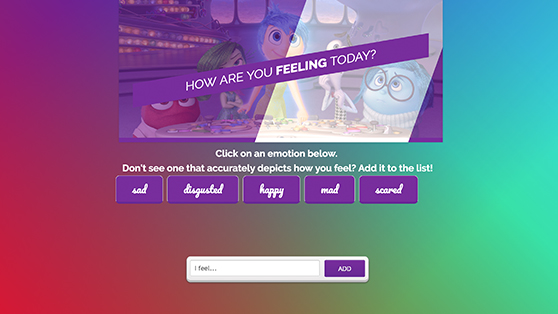 HOW ARE YOU FEELING TODAY?
Click on an emotion below.
Don't see one that accurately depicts how you feel? Add it to the list!
sad disgusted happy mad scared
I feel... ADD